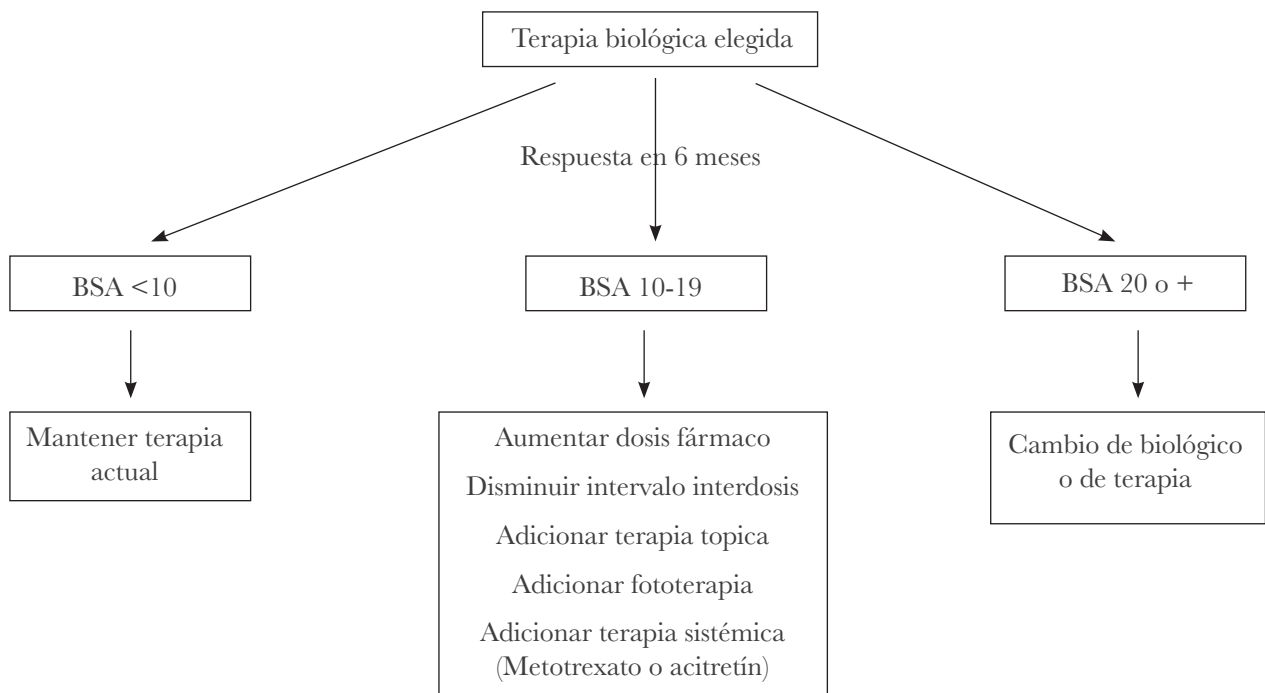 Terapia biológica elegida
Respuesta en 6 meses
BSA <10
BSA 10-19
BSA 20 o +
Mantener terapia
actual
Aumentar dosis fármaco
Disminuir intervalo interdosis
Adicionar terapia topica
Adicionar fototerapia
Adicionar terapia sistémica
(Metotrexato o acitretín)
Cambio de biológico
o de terapia